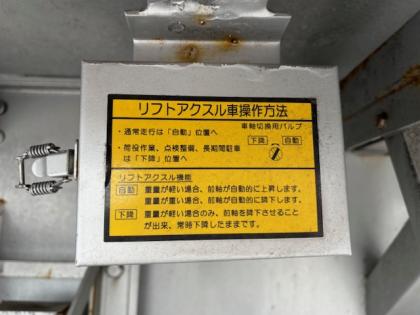 リフトアクスル車操作方法
・通常走行は「自動」位置へ
車軸切換用バルブ
下降 自動
・荷役作業、点検整備、長期間駐車
は「下降」位置へ
リフトアクスル機能
自動 重量が軽い場合、前軸が自動的に上昇します。
重量が重い場合、前軸が自動的に降下します。
下降 重量が軽い場合のみ、前軸を降下させること
が出来、常時下降したままです。